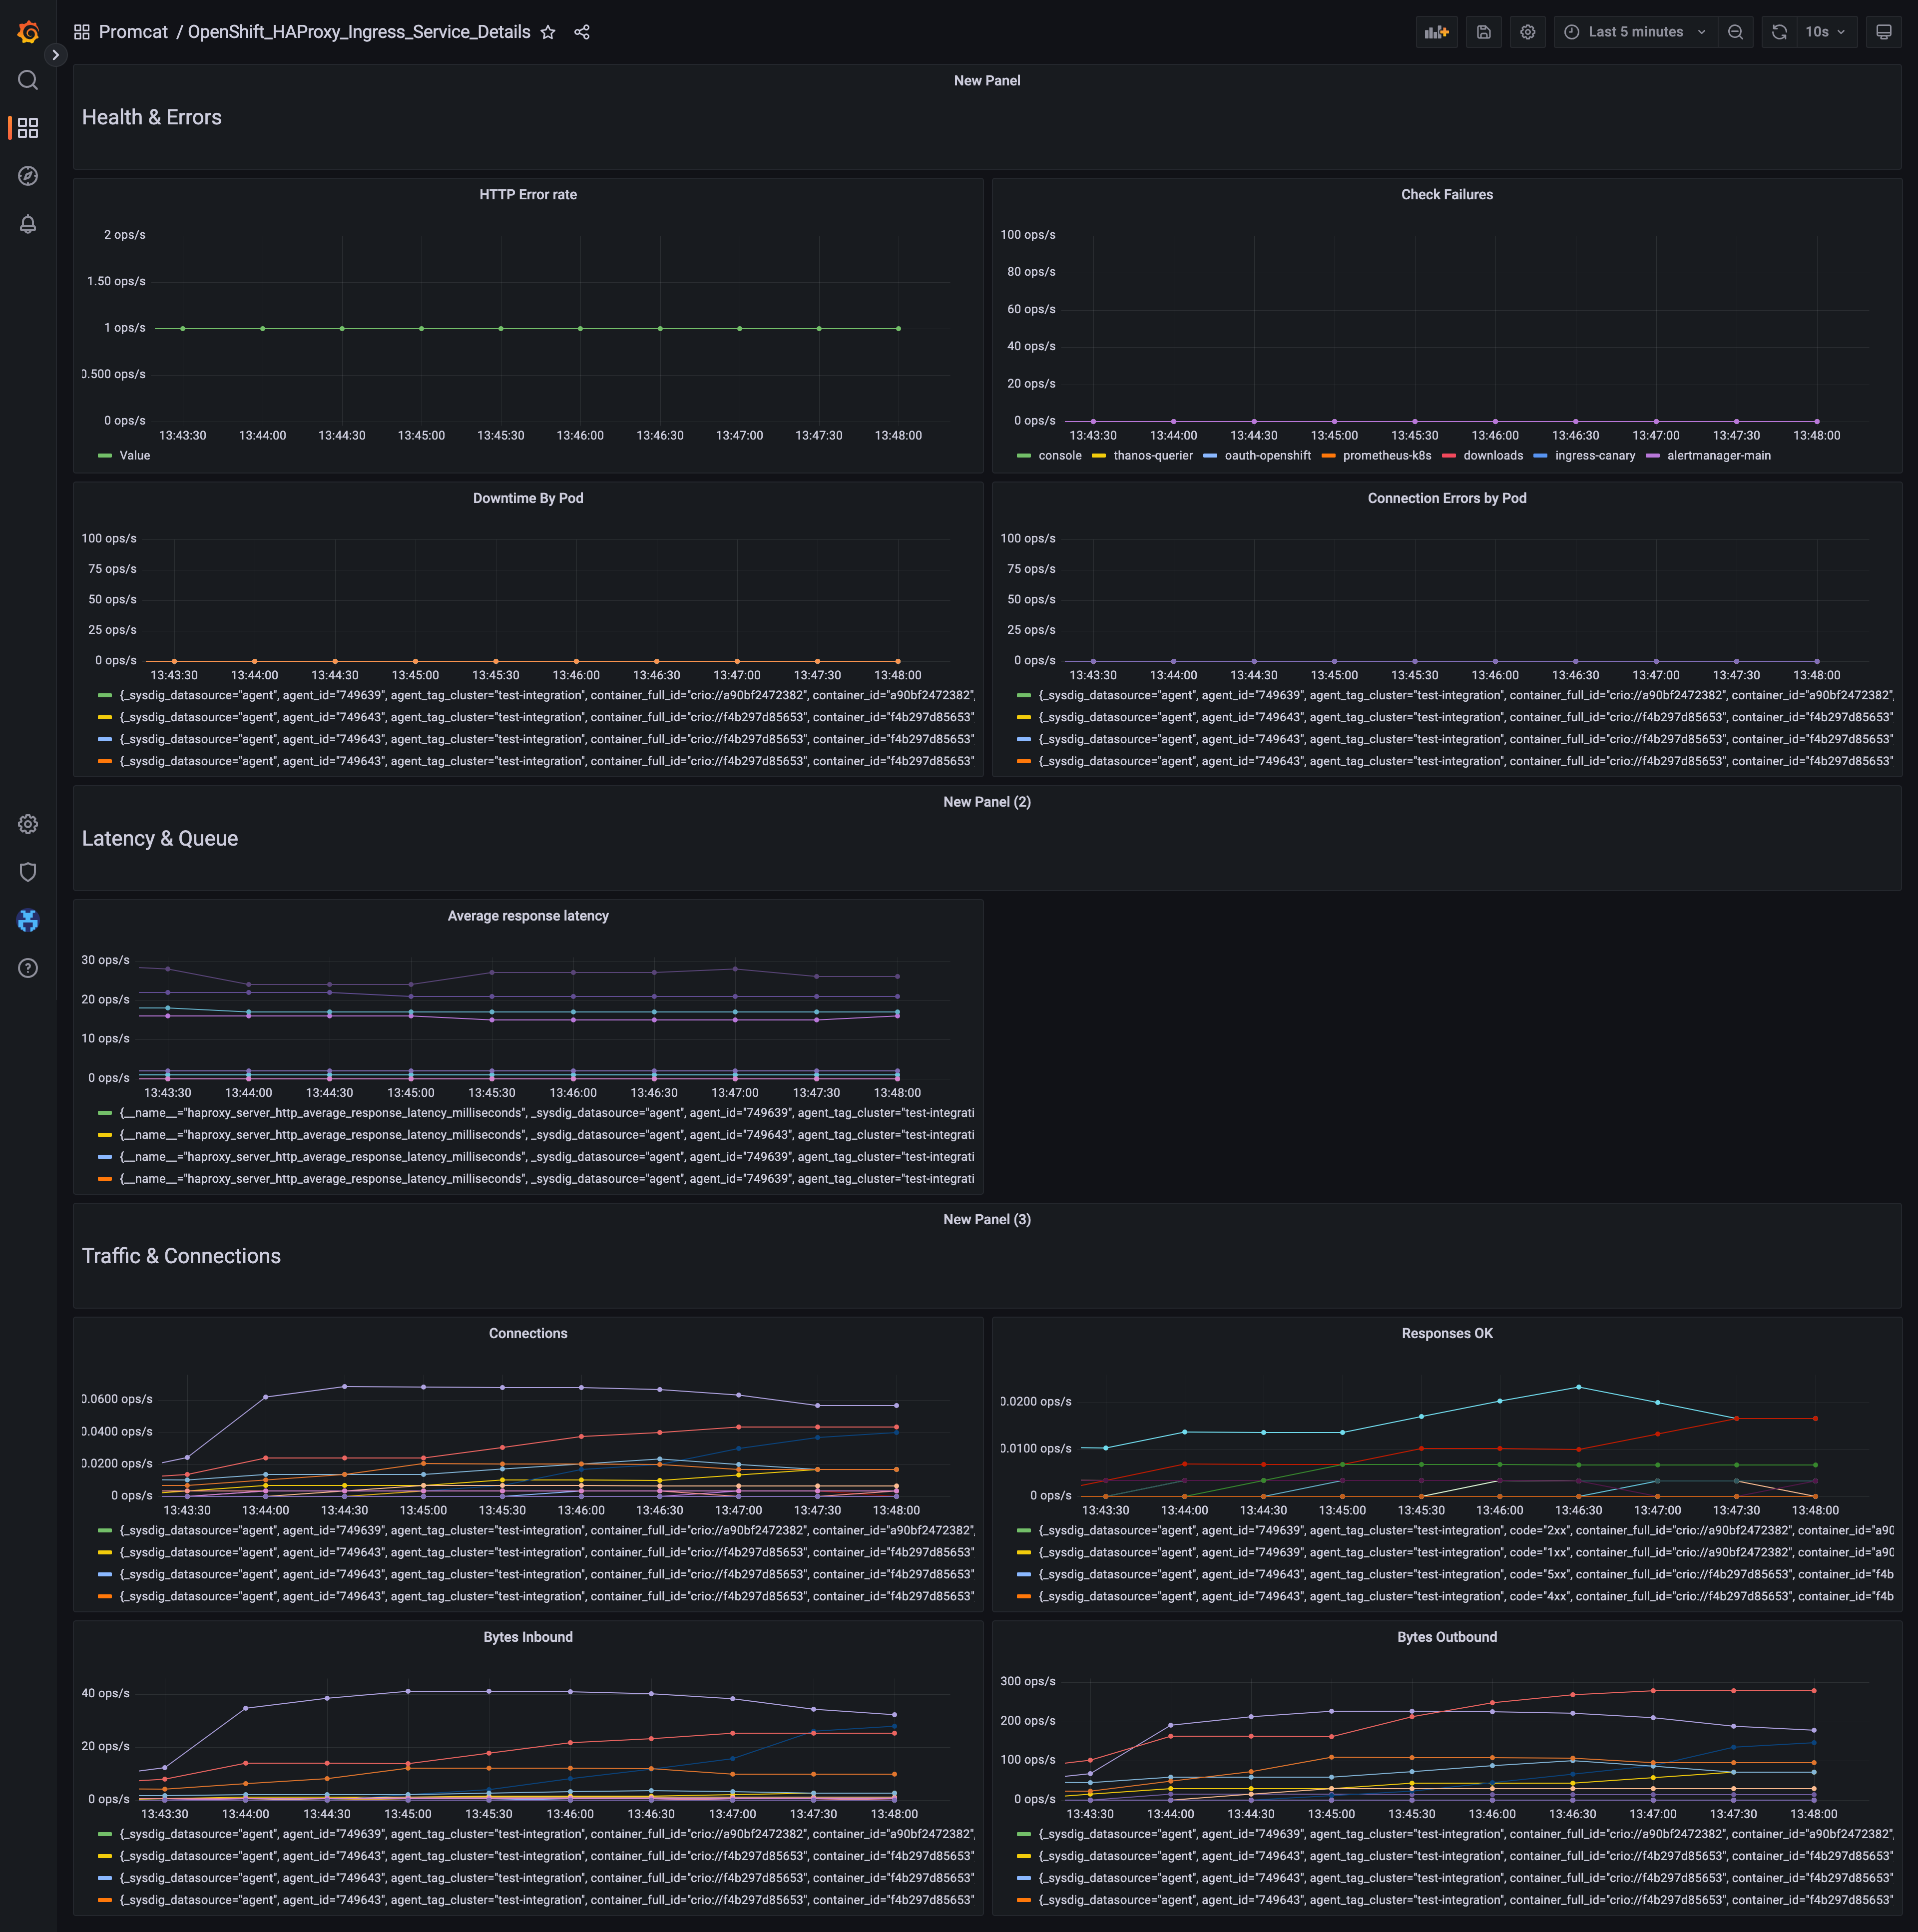 Promcat / OpenShift_HAProxy_Ingress_Service_Details
Last 5 minutes
10s
New Panel
Health & Errors
HTTP Error rate
2 ops/s
1.50 ops/s
1 ops/s
0.500 ops/s
0 ops/s
13:43:30 13:44:00 13:44:30 13:45:00 13:45:30 13:46:00 13:46:30 13:47:00 13:47:30 13:48:00
Value
Check Failures
100 ops/s
80 ops/s
60 ops/s
40 ops/s
20 ops/s
0 ops/s
13:43:30 13:44:00 13:44:30 13:45:00 13:45:30 13:46:00 13:46:30 13:47:00 13:47:30 13:48:00
console thanos-querier oauth-openshift prometheus-k8s downloads ingress-canary alertmanager-main
Downtime By Pod
100 ops/s
75 ops/s
50 ops/s
25 ops/s
0 ops/s
13:43:30 13:44:00 13:44:30 13:45:00 13:45:30 13:46:00 13:46:30 13:47:00 13:47:30 13:48:00
{_sysdig_datasource="agent", agent_id="749639", agent_tag_cluster="test-integration", container_full_id="crio://a90bf2472382", container_id="a90bf2472382",
{_sysdig_datasource="agent", agent_id="749643", agent_tag_cluster="test-integration", container_full_id="crio://f4b297d85653", container_id="f4b297d85653"
{_sysdig_datasource="agent", agent_id="749643", agent_tag_cluster="test-integration", container_full_id="crio://f4b297d85653", container_id="f4b297d85653"
{_sysdig_datasource="agent", agent_id="749643", agent_tag_cluster="test-integration", container_full_id="crio://f4b297d85653", container_id="f4b297d85653"
Connection Errors by Pod
100 ops/s
75 ops/s
50 ops/s
25 ops/s
0 ops/s
13:43:30 13:44:00 13:44:30 13:45:00 13:45:30 13:46:00 13:46:30 13:47:00 13:47:30 13:48:00
{_sysdig_datasource="agent", agent_id="749639", agent_tag_cluster="test-integration", container_full_id="crio://a90bf2472382", container_id="a90bf2472382",
{_sysdig_datasource="agent", agent_id="749643", agent_tag_cluster="test-integration", container_full_id="crio://f4b297d85653", container_id="f4b297d85653"
{_sysdig_datasource="agent", agent_id="749643", agent_tag_cluster="test-integration", container_full_id="crio://f4b297d85653", container_id="f4b297d85653"
{_sysdig_datasource="agent", agent_id="749643", agent_tag_cluster="test-integration", container_full_id="crio://f4b297d85653", container_id="f4b297d85653"
New Panel (2)
Latency & Queue
Average response latency
30 ops/s
20 ops/s
10 ops/s
0 ops/s
13:43:30 13:44:00 13:44:30 13:45:00 13:45:30 13:46:00 13:46:30 13:47:00 13:47:30 13:48:00
{__name__="haproxy_server_http_average_response_latency_milliseconds", _sysdig_datasource="agent", agent_id="749639", agent_tag_cluster="test-integrati
{__name__="haproxy_server_http_average_response_latency_milliseconds", _sysdig_datasource="agent", agent_id="749643", agent_tag_cluster="test-integrati
{__name__="haproxy_server_http_average_response_latency_milliseconds", _sysdig_datasource="agent", agent_id="749639", agent_tag_cluster="test-integrati
{__name__="haproxy_server_http_average_response_latency_milliseconds", _sysdig_datasource="agent", agent_id="749639", agent_tag_cluster="test-integrati
New Panel (3)
Traffic & Connections
Connections
0.0600 ops/s
0.0400 ops/s
0.0200 ops/s
0 ops/s
13:43:30 13:44:00 13:44:30 13:45:00 13:45:30 13:46:00 13:46:30 13:47:00 13:47:30 13:48:00
{_sysdig_datasource="agent", agent_id="749639", agent_tag_cluster="test-integration", container_full_id="crio://a90bf2472382", container_id="a90bf2472382",
{_sysdig_datasource="agent", agent_id="749643", agent_tag_cluster="test-integration", container_full_id="crio://f4b297d85653", container_id="f4b297d85653"
{_sysdig_datasource="agent", agent_id="749643", agent_tag_cluster="test-integration", container_full_id="crio://f4b297d85653", container_id="f4b297d85653"
{_sysdig_datasource="agent", agent_id="749643", agent_tag_cluster="test-integration", container_full_id="crio://f4b297d85653", container_id="f4b297d85653"
Responses OK
0.0200 ops/s
0.0100 ops/s
0 ops/s
13:43:30 13:44:00 13:44:30 13:45:00 13:45:30 13:46:00 13:46:30 13:47:00 13:47:30 13:48:00
{_sysdig_datasource="agent", agent_id="749639", agent_tag_cluster="test-integration", code="2xx", container_full_id="crio://a90bf2472382", container_id="a90
{_sysdig_datasource="agent", agent_id="749639", agent_tag_cluster="test-integration", code="1xx", container_full_id="crio://a90bf2472382", container_id="a90
{_sysdig_datasource="agent", agent_id="749643", agent_tag_cluster="test-integration", code="5xx", container_full_id="crio://f4b297d85653", container_id="f4b
{_sysdig_datasource="agent", agent_id="749643", agent_tag_cluster="test-integration", code="4xx", container_full_id="crio://f4b297d85653", container_id="f4b
Bytes Inbound
40 ops/s
20 ops/s
0 ops/s
13:43:30 13:44:00 13:44:30 13:45:00 13:45:30 13:46:00 13:46:30 13:47:00 13:47:30 13:48:00
{_sysdig_datasource="agent", agent_id="749639", agent_tag_cluster="test-integration", container_full_id="crio://a90bf2472382", container_id="a90bf2472382",
{_sysdig_datasource="agent", agent_id="749643", agent_tag_cluster="test-integration", container_full_id="crio://f4b297d85653", container_id="f4b297d85653"
{_sysdig_datasource="agent", agent_id="749643", agent_tag_cluster="test-integration", container_full_id="crio://f4b297d85653", container_id="f4b297d85653"
{_sysdig_datasource="agent", agent_id="749643", agent_tag_cluster="test-integration", container_full_id="crio://f4b297d85653", container_id="f4b297d85653"
Bytes Outbound
300 ops/s
200 ops/s
100 ops/s
0 ops/s
13:43:30 13:44:00 13:44:30 13:45:00 13:45:30 13:46:00 13:46:30 13:47:00 13:47:30 13:48:00
{_sysdig_datasource="agent", agent_id="749639", agent_tag_cluster="test-integration", container_full_id="crio://a90bf2472382", container_id="a90bf2472382",
{_sysdig_datasource="agent", agent_id="749643", agent_tag_cluster="test-integration", container_full_id="crio://f4b297d85653", container_id="f4b297d85653"
{_sysdig_datasource="agent", agent_id="749643", agent_tag_cluster="test-integration", container_full_id="crio://f4b297d85653", container_id="f4b297d85653"
{_sysdig_datasource="agent", agent_id="749643", agent_tag_cluster="test-integration", container_full_id="crio://f4b297d85653", container_id="f4b297d85653"